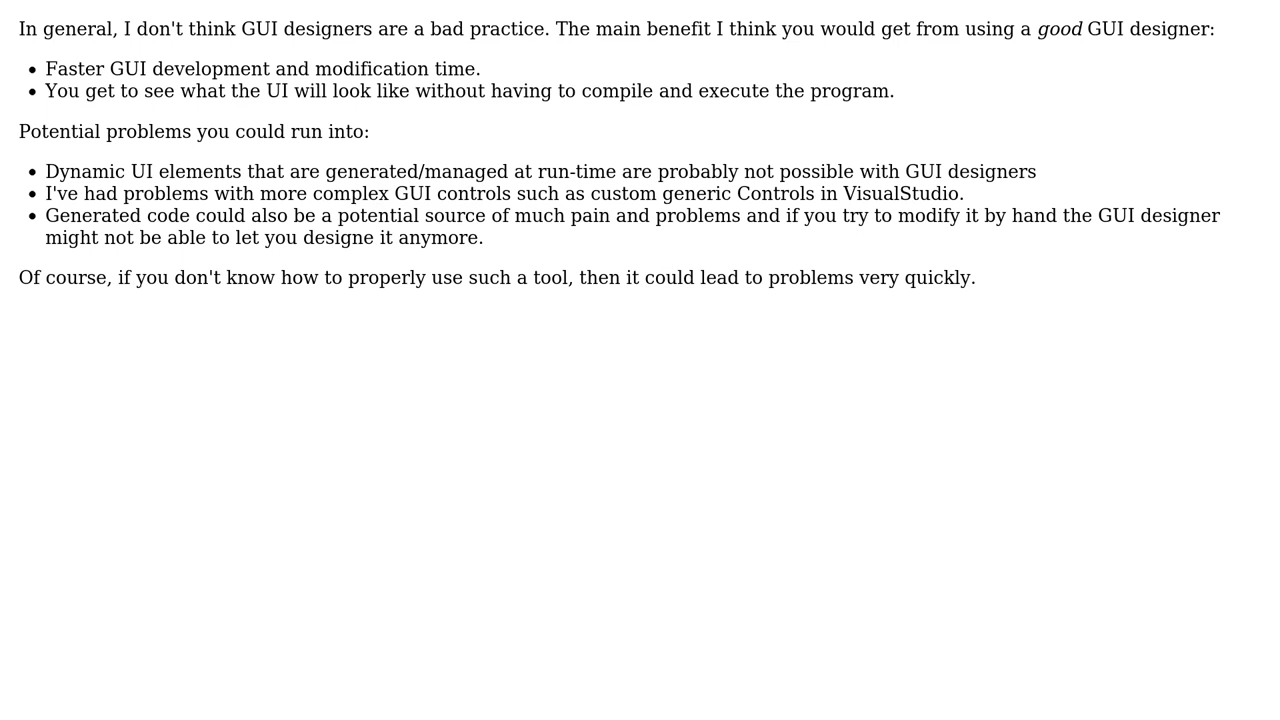 In general, I don't think GUI designers are a bad practice. The main benefit I think you would get from using a good GUI designer:
• Faster GUI development and modification time.
• You get to see what the UI will look like without having to compile and execute the program.
Potential problems you could run into:
• Dynamic UI elements that are generated/managed at run-time are probably not possible with GUI designers
• I've had problems with more complex GUI controls such as custom generic Controls in VisualStudio.
• Generated code could also be a potential source of much pain and problems and if you try to modify it by hand the GUI designer
might not be able to let you designe it anymore.
Of course, if you don't know how to properly use such a tool, then it could lead to problems very quickly.